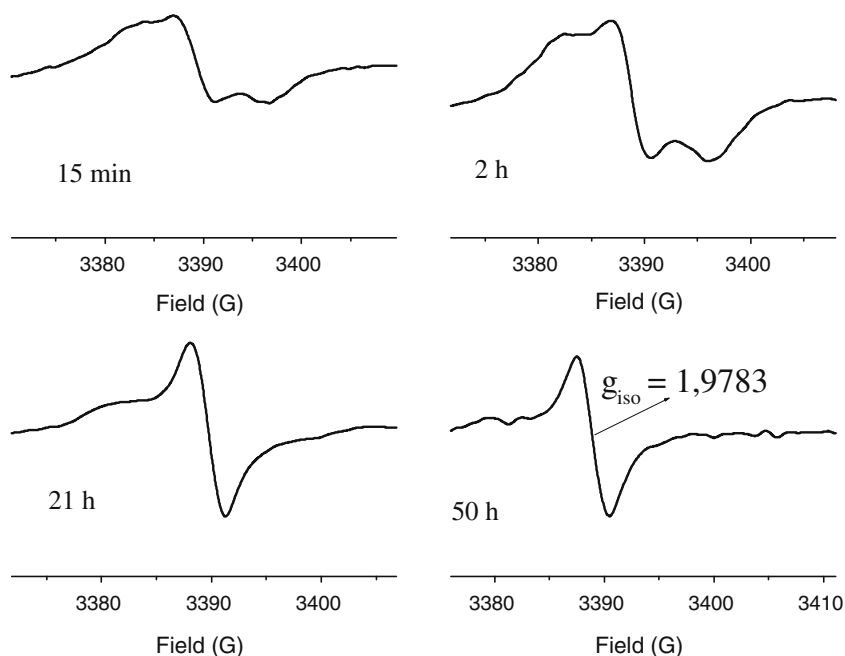 15 min
3380 3390 3400
Field (G)
2 h
3380 3390 3400
Field (G)
21 h
3380 3390 3400
Field (G)
g_iso = 1,9783
50 h
3380 3390 3400 3410
Field (G)